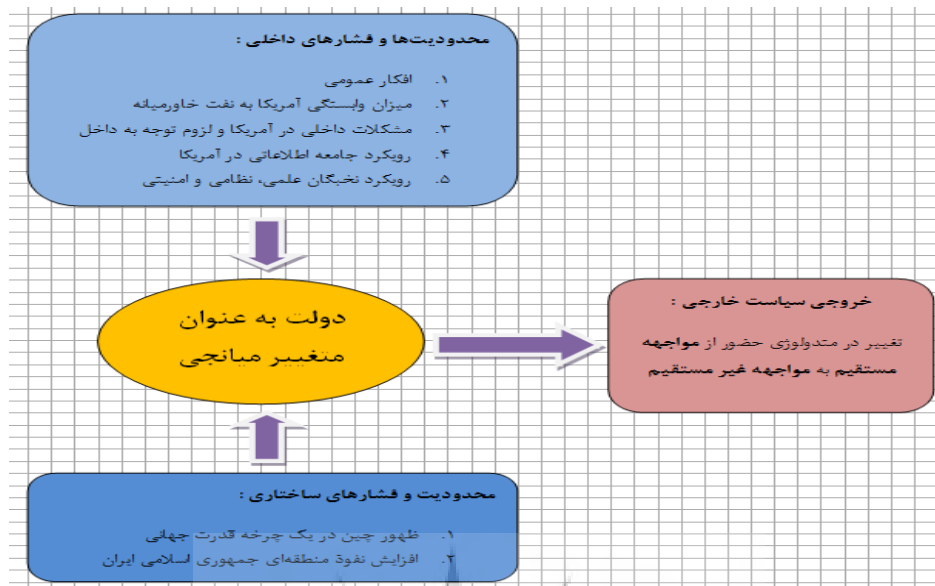 محدودیت‌ها و فشارهای داخلی :
۱. افکار عمومی
۲. میزان وابستگی آمریکا به نفت خاورمیانه
۳. مشکلات داخلی در آمریکا و لزوم توجه به داخل
۴. رویکرد جامعه اطلاعاتی در آمریکا
۵. رویکرد نخبگان علمی، نظامی و امنیتی
دولت به عنوان
متغییر میانجی
خروجی سیاست خارجی :
تغییر در متدولوژی حضور از مواجهه
مستقیم به مواجهه غیر مستقیم
محدودیت و فشارهای ساختاری :
۱. ظهور چین در یک چرخه قدرت جهانی
۲. افزایش نفوذ منطقه‌ای جمهوری اسلامی ایران